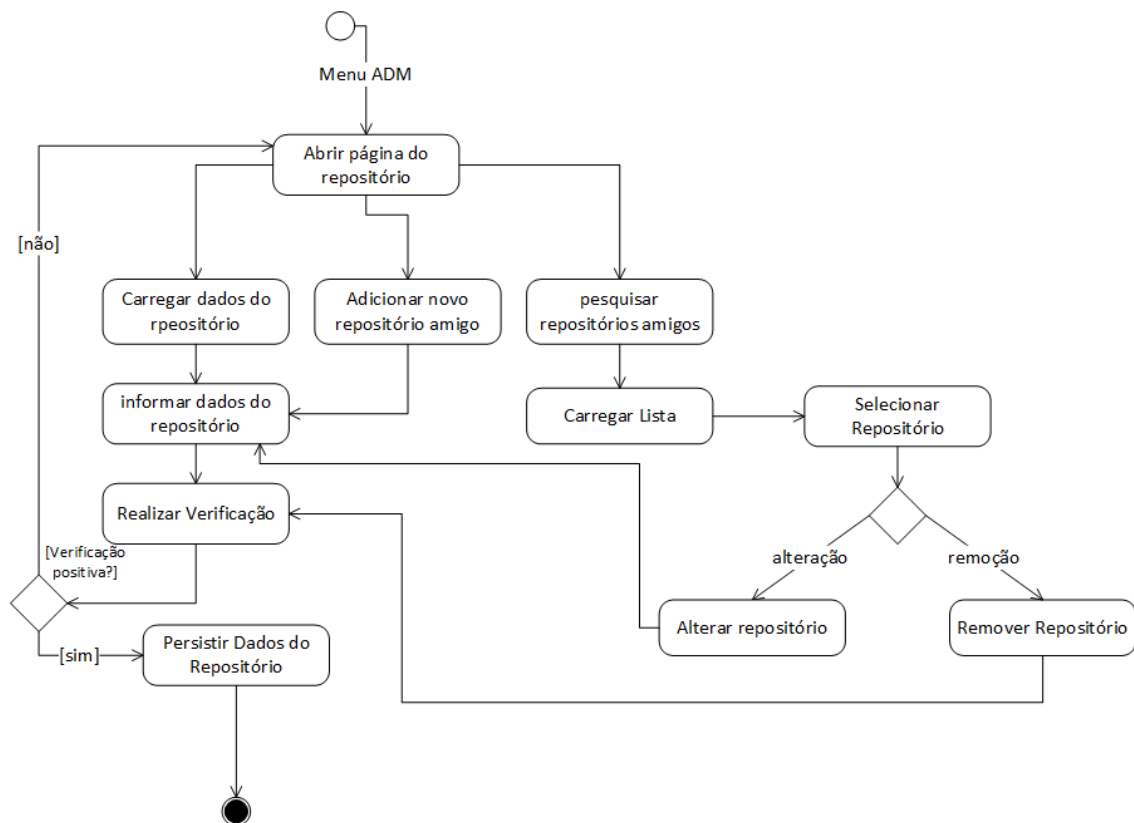 Menu ADM
Abrir página do
repositório
[não]
Carregar dados do
rpeositório
Adicionar novo
repositório amigo
pesquisar
repositórios amigos
informar dados do
repositório
Carregar Lista
Selecionar
Repositório
Realizar Verificação
[Verificação
positiva?]
alteração
remoção
[sim]
Persistir Dados do
Repositório
Alterar repositório
Remover Repositório